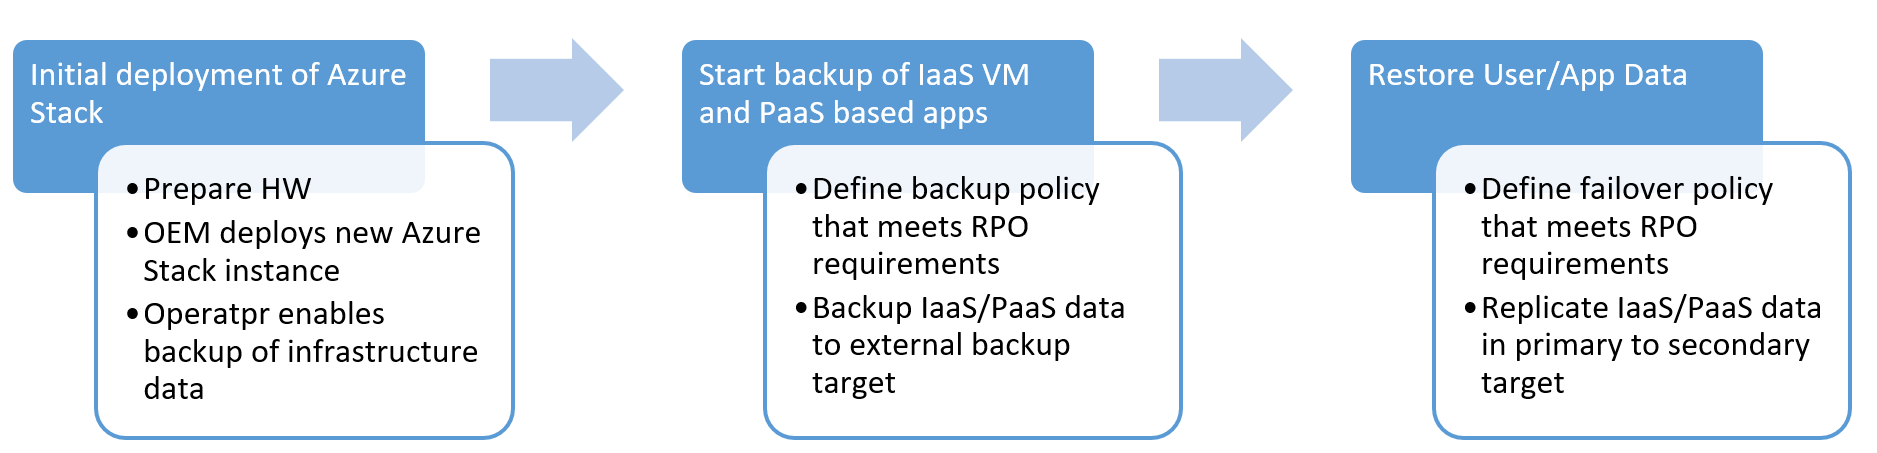 Initial deployment of Azure
Stack
•Prepare HW
•OEM deploys new Azure
Stack instance
•Operatpr enables
backup of infrastructure
data
Start backup of IaaS VM
and PaaS based apps
•Define backup policy
that meets RPO
requirements
•Backup IaaS/PaaS data
to external backup
target
Restore User/App Data
•Define failover policy
that meets RPO
requirements
•Replicate IaaS/PaaS data
in primary to secondary
target